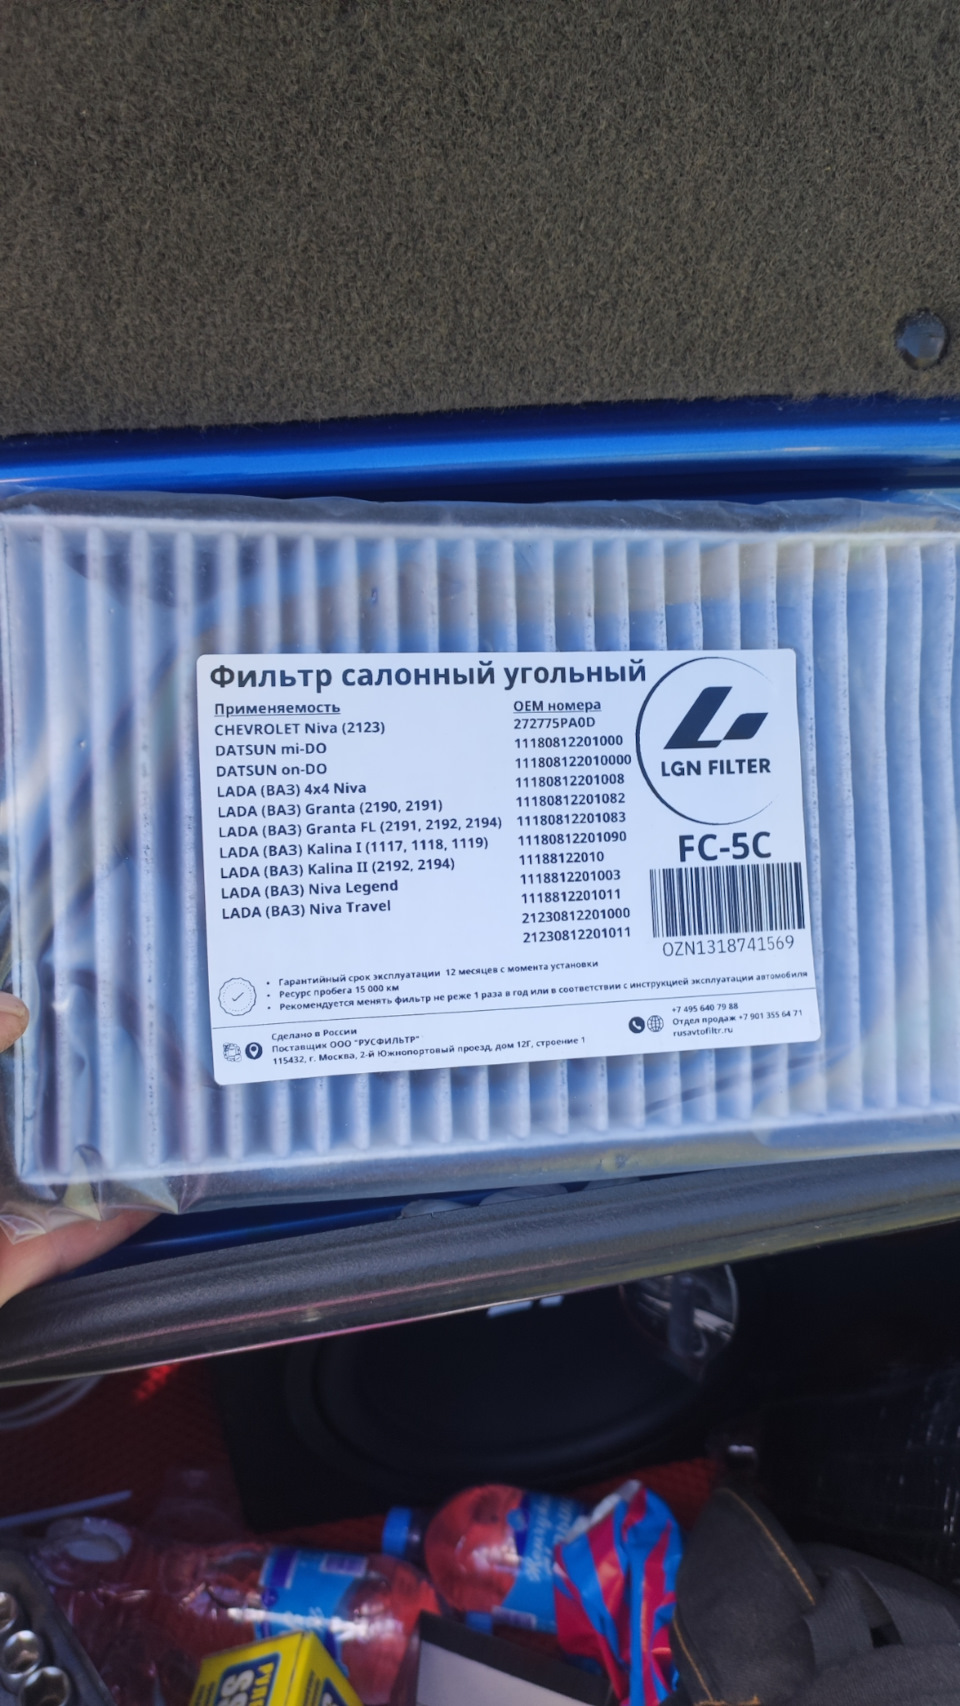 Фильтр салонный угольный
Применяемость
CHEVROLET Niva (2123)
DATSUN mi-DO
DATSUN on-DO
LADA (ВАЗ) 4x4 Niva
LADA (ВАЗ) Granta (2190, 2191)
LADA (ВАЗ) Granta FL (2191, 2192, 2194)
LADA (ВАЗ) Kalina I (1117, 1118, 1119)
LADA (ВАЗ) Kalina II (2192, 2194)
LADA (ВАЗ) Niva Legend
LADA (ВАЗ) Niva Travel
OEM номера
272775PA0D
11180812201000
111808122010000
11180812201008
11180812201082
11180812201083
11180812201090
11188122010
1118812201003
1118812201011
21230812201000
21230812201011
LGN FILTER
FC-5C
OZN1318741569
• Гарантийный срок эксплуатации 12 месяцев с момента установки
• Ресурс пробега 15 000 км
• Рекомендуется менять фильтр не реже 1 раза в год или в соответствии с инструкцией эксплуатации автомобиля
Сделано в России
Поставщик ООО "РУСФИЛЬТР"
115432, г. Москва, 2-й Южнопортовый проезд, дом 12Г, строение 1
+7 495 640 79 88
Отдел продаж +7 901 355 64 71
rusavtofiltr.ru